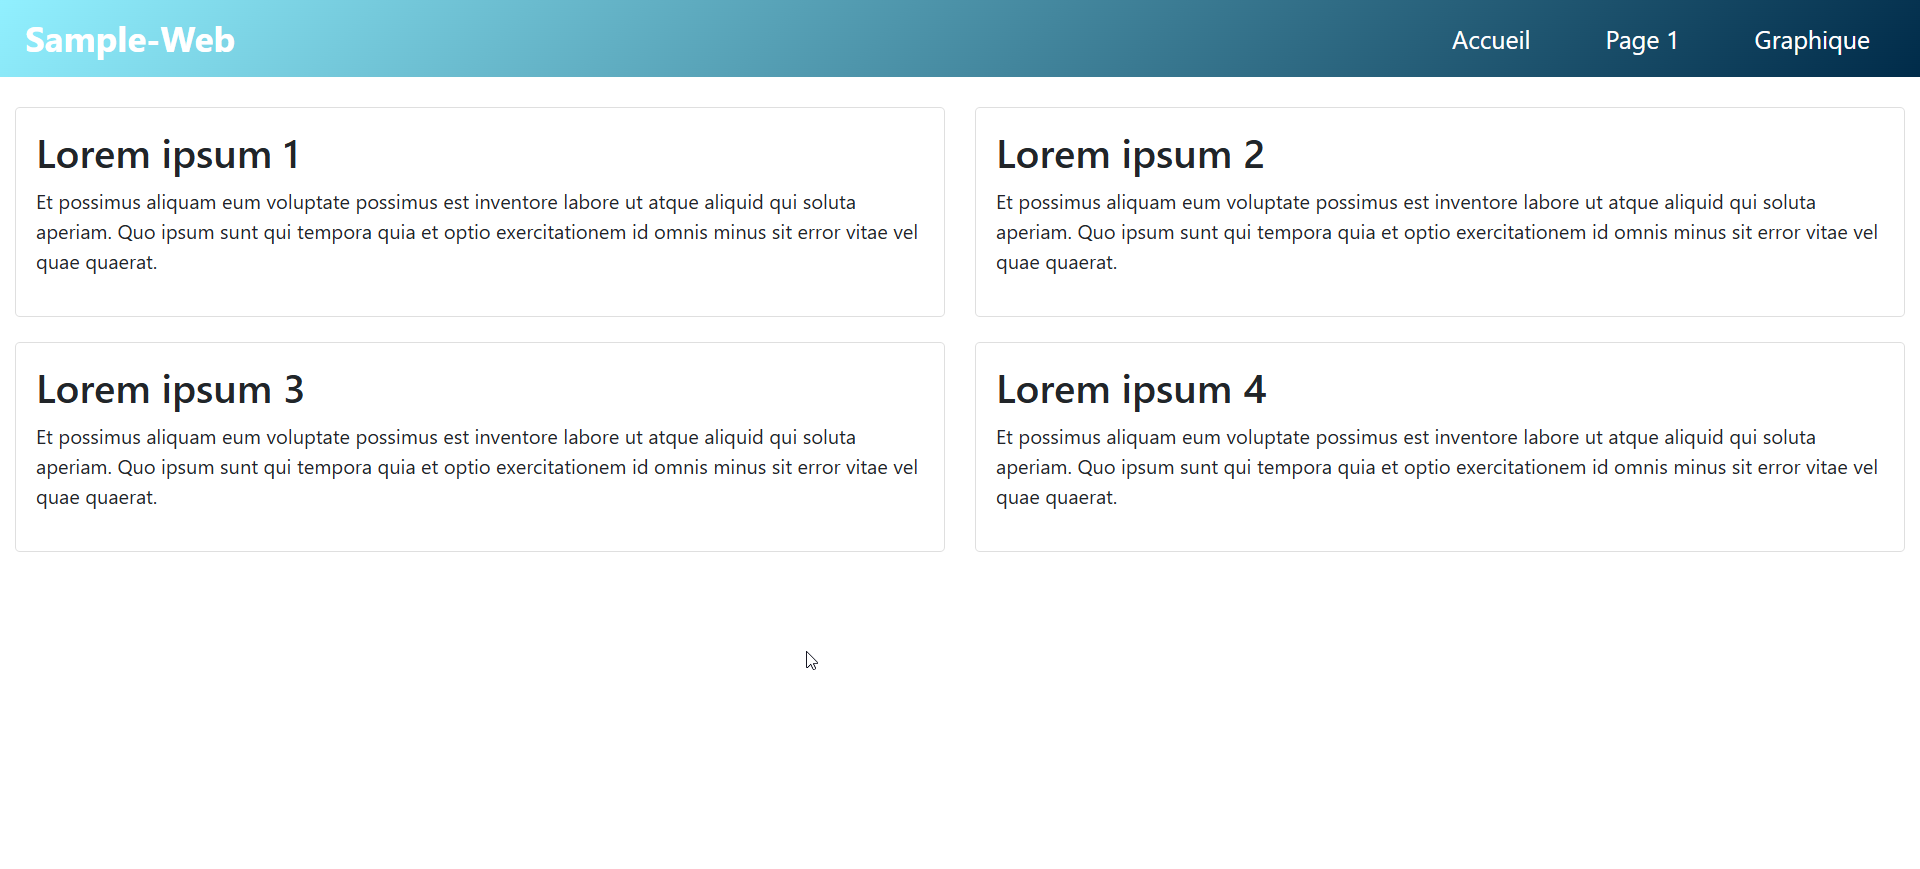 Sample-Web
Accueil
Page 1
Graphique
Lorem ipsum 1
Et possimus aliquam eum voluptate possimus est inventore labore ut atque aliquid qui soluta
aperiam. Quo ipsum sunt qui tempora quia et optio exercitationem id omnis minus sit error vitae vel
quae quaerat.
Lorem ipsum 2
Et possimus aliquam eum voluptate possimus est inventore labore ut atque aliquid qui soluta
aperiam. Quo ipsum sunt qui tempora quia et optio exercitationem id omnis minus sit error vitae vel
quae quaerat.
Lorem ipsum 3
Et possimus aliquam eum voluptate possimus est inventore labore ut atque aliquid qui soluta
aperiam. Quo ipsum sunt qui tempora quia et optio exercitationem id omnis minus sit error vitae vel
quae quaerat.
Lorem ipsum 4
Et possimus aliquam eum voluptate possimus est inventore labore ut atque aliquid qui soluta
aperiam. Quo ipsum sunt qui tempora quia et optio exercitationem id omnis minus sit error vitae vel
quae quaerat.